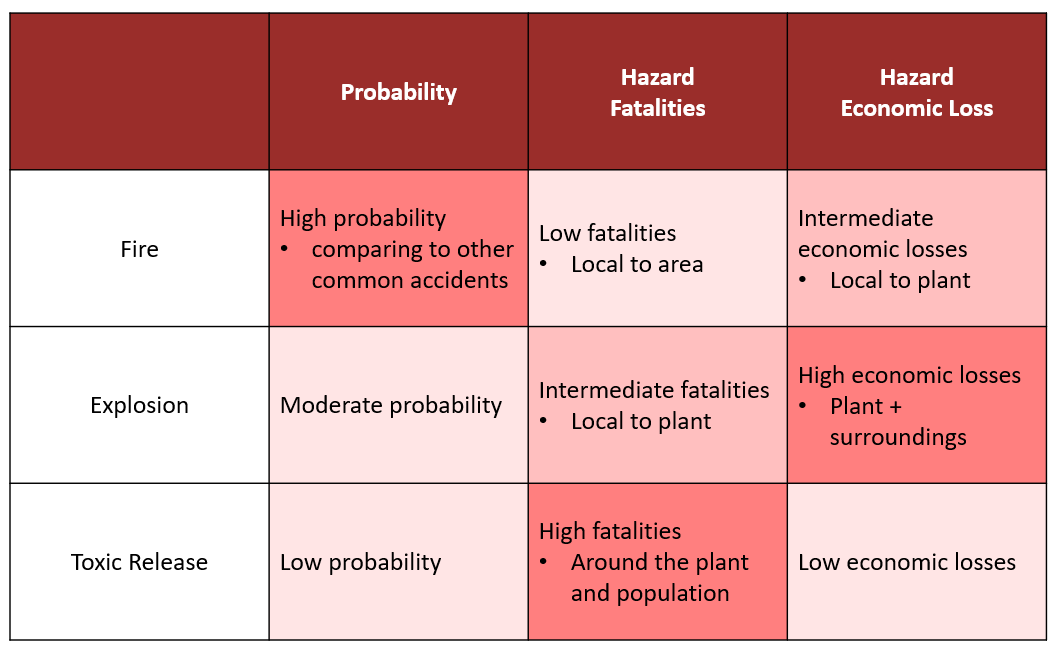 Probability
Hazard
Fatalities
Hazard
Economic Loss
Fire
High probability
• comparing to other
common accidents
Low fatalities
• Local to area
Intermediate
economic losses
• Local to plant
Explosion
Moderate probability
Intermediate fatalities
• Local to plant
High economic losses
• Plant +
surroundings
Toxic Release
Low probability
High fatalities
• Around the plant
and population
Low economic losses